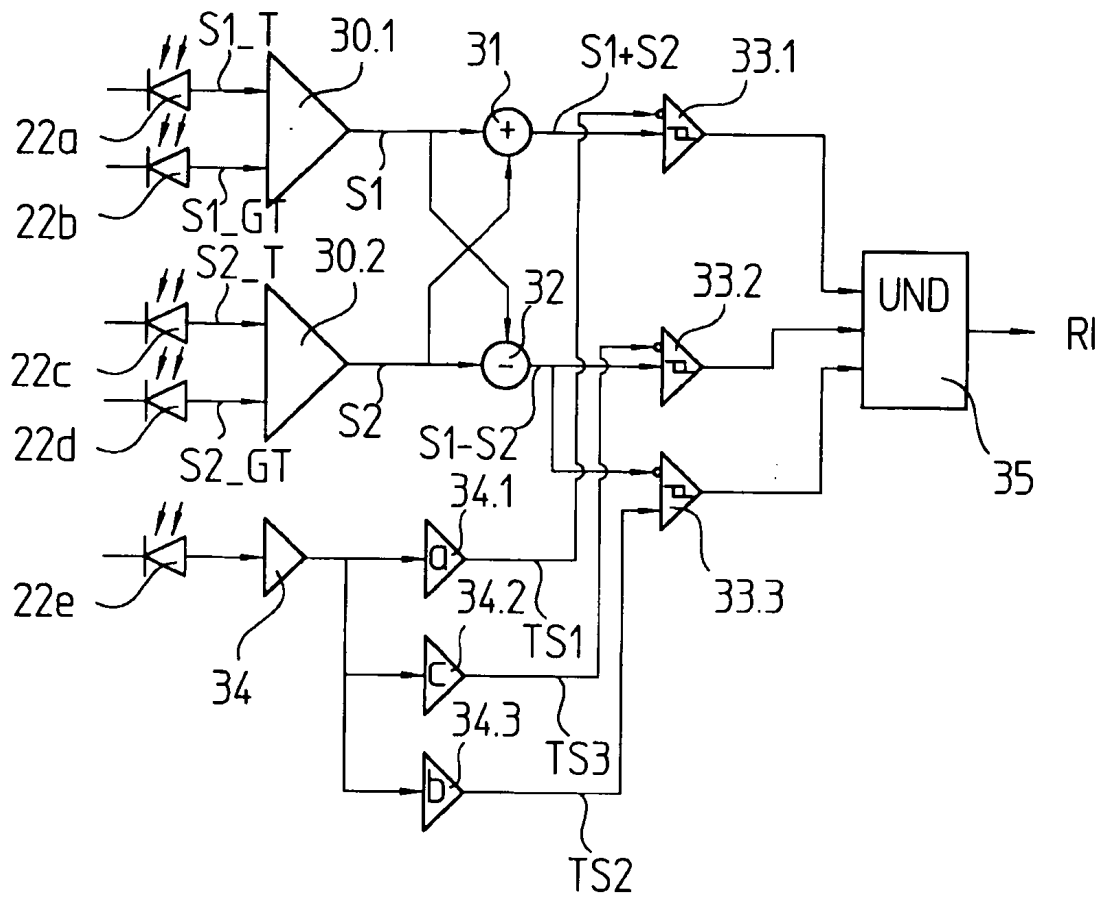 S1_T
30.1
31
S1+S2
33.1
22a
+
S1
22b
S1_GT
S2_T
30.2
32
33.2
UND
RI
22c
-
S2
S1-S2
22d
S2_GT
35
34.1
a
22e
34
33.3
TS1
34.2
c
TS3
34.3
b
TS2